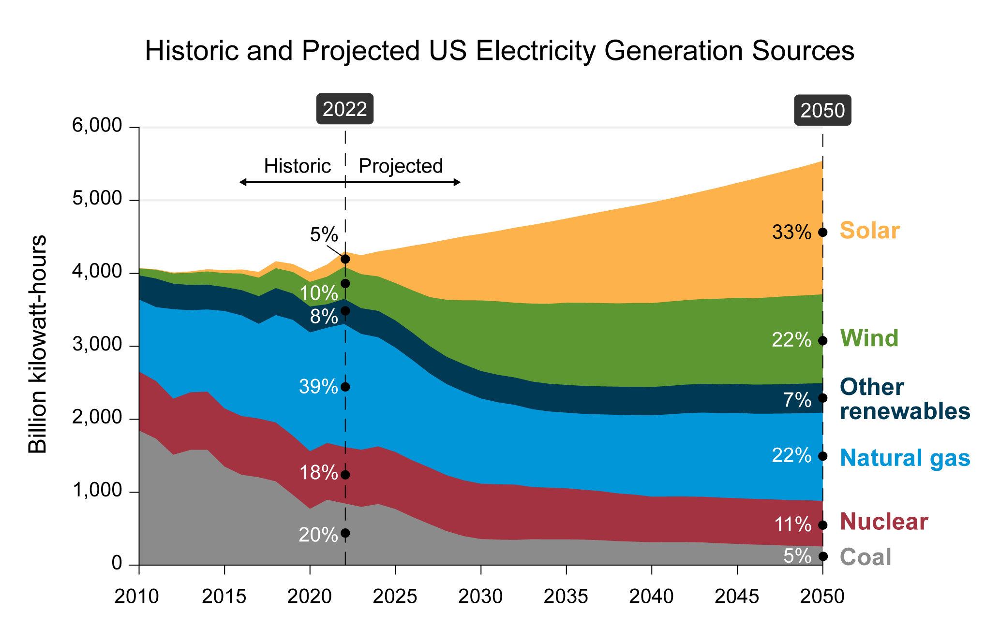 Historic and Projected US Electricity Generation Sources
2022
2050
6,000
Historic
Projected
5,000
5%
33%
Solar
4,000
10%
8%
3,000
22%
Wind
39%
Other
renewables
7%
2,000
22%
Natural gas
18%
1,000
11%
Nuclear
20%
5%
Coal
0
Billion kilowatt-hours
2010
2015
2020
2025
2030
2035
2040
2045
2050